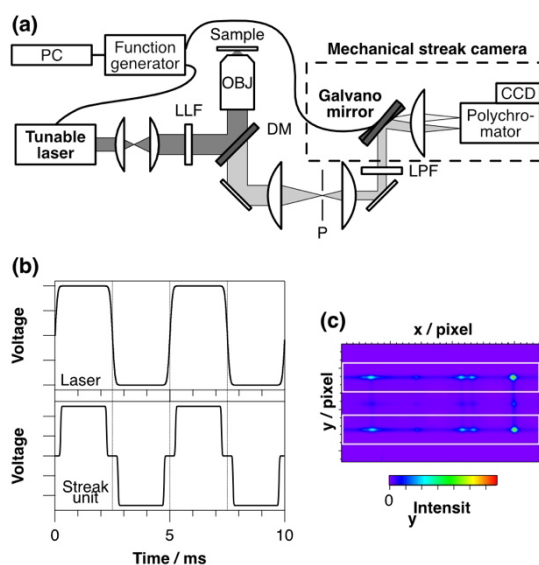 (a)
Sample
Mechanical streak camera
PC
Function
generator
OBJ
CCD
Galvano
mirror
Polychro-
mator
LLF
DM
Tunable
laser
LPF
P
(b)
Voltage
Laser
Voltage
Streak
unit
0
5
10
Time / ms
(c)
x / pixel
y / pixel
0
Intensit
y